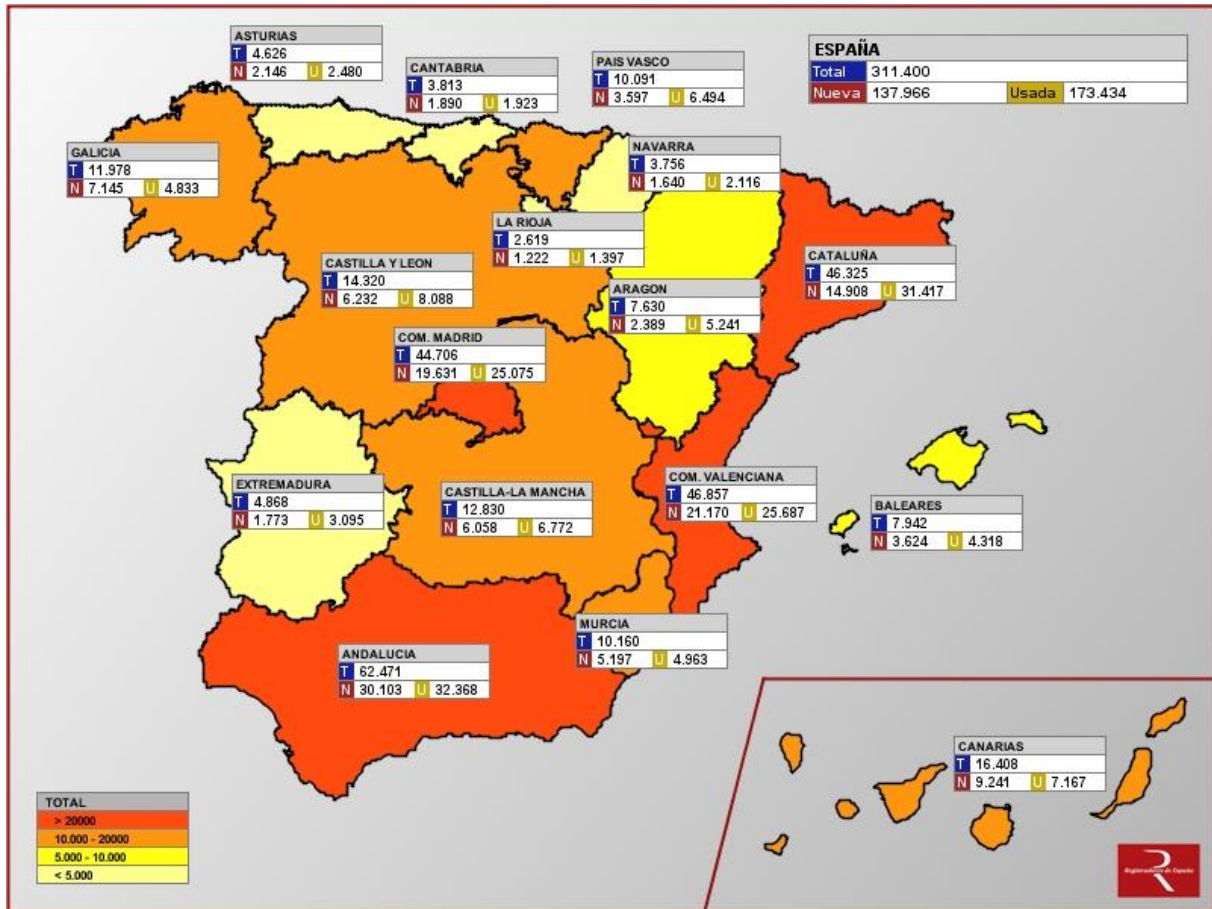 ASTURIAS
T 4.626
N 2.146 U 2.480
CANTABRIA
T 3.813
N 1.890 U 1.923
PAIS VASCO
T 10.091
N 3.597 U 6.494
ESPAÑA
Total 311.400
Nueva 137.966 Usada 173.434
GALICIA
T 11.978
N 7.145 U 4.833
NAVARRA
T 3.756
N 1.640 U 2.116
LA RIOJA
T 2.619
N 1.222 U 1.397
CASTILLA Y LEON
T 14.320
N 6.232 U 8.088
CATALUÑA
T 46.325
N 14.908 U 31.417
ARAGON
T 7.630
N 2.389 U 5.241
COM. MADRID
T 44.706
N 19.631 U 25.075
EXTREMADURA
T 4.868
N 1.773 U 3.095
CASTILLA-LA MANCHA
T 12.830
N 6.058 U 6.772
COM. VALENCIANA
T 46.857
N 21.170 U 25.687
BALEARES
T 7.942
N 3.624 U 4.318
MURCIA
T 10.160
N 5.197 U 4.963
ANDALUCIA
T 62.471
N 30.103 U 32.368
CANARIAS
T 16.408
N 9.241 U 7.167
TOTAL
> 20000
10.000 - 20000
5.000 - 10.000
< 5.000
R
Registradores de España